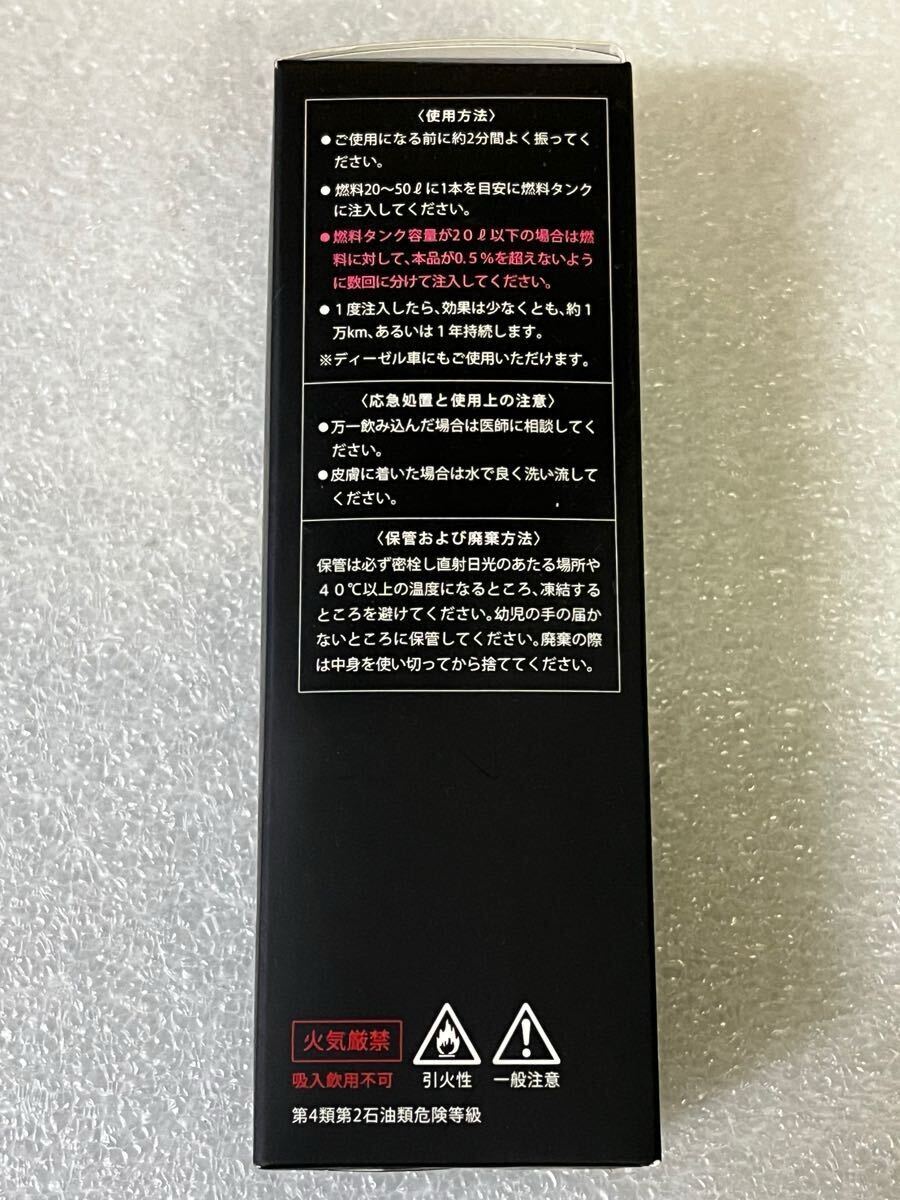 〈使用方法〉
●ご使用になる前に約2分間よく振ってく
ださい。
●燃料20〜50ℓに1本を目安に燃料タンク
に注入してください。
●燃料タンク容量が20ℓ以下の場合は燃
料に対して、本品が0.5%を超えないよう
に数回に分けて注入してください。
●1度注入したら、効果は少なくとも、約1
万km、あるいは1年持続します。
※ディーゼル車にもご使用いただけます。
〈応急処置と使用上の注意〉
●万一飲み込んだ場合は医師に相談してく
ださい。
●皮膚に着いた場合は水で良く洗い流して
ください。
〈保管および廃棄方法〉
保管は必ず密栓し直射日光のあたる場所や
40℃以上の温度になるところ、凍結する
ところを避けてください。幼児の手の届か
ないところに保管してください。廃棄の際
は中身を使い切ってから捨ててください。
火気厳禁
吸入飲用不可
引火性
一般注意
第4類第2石油類危険等級